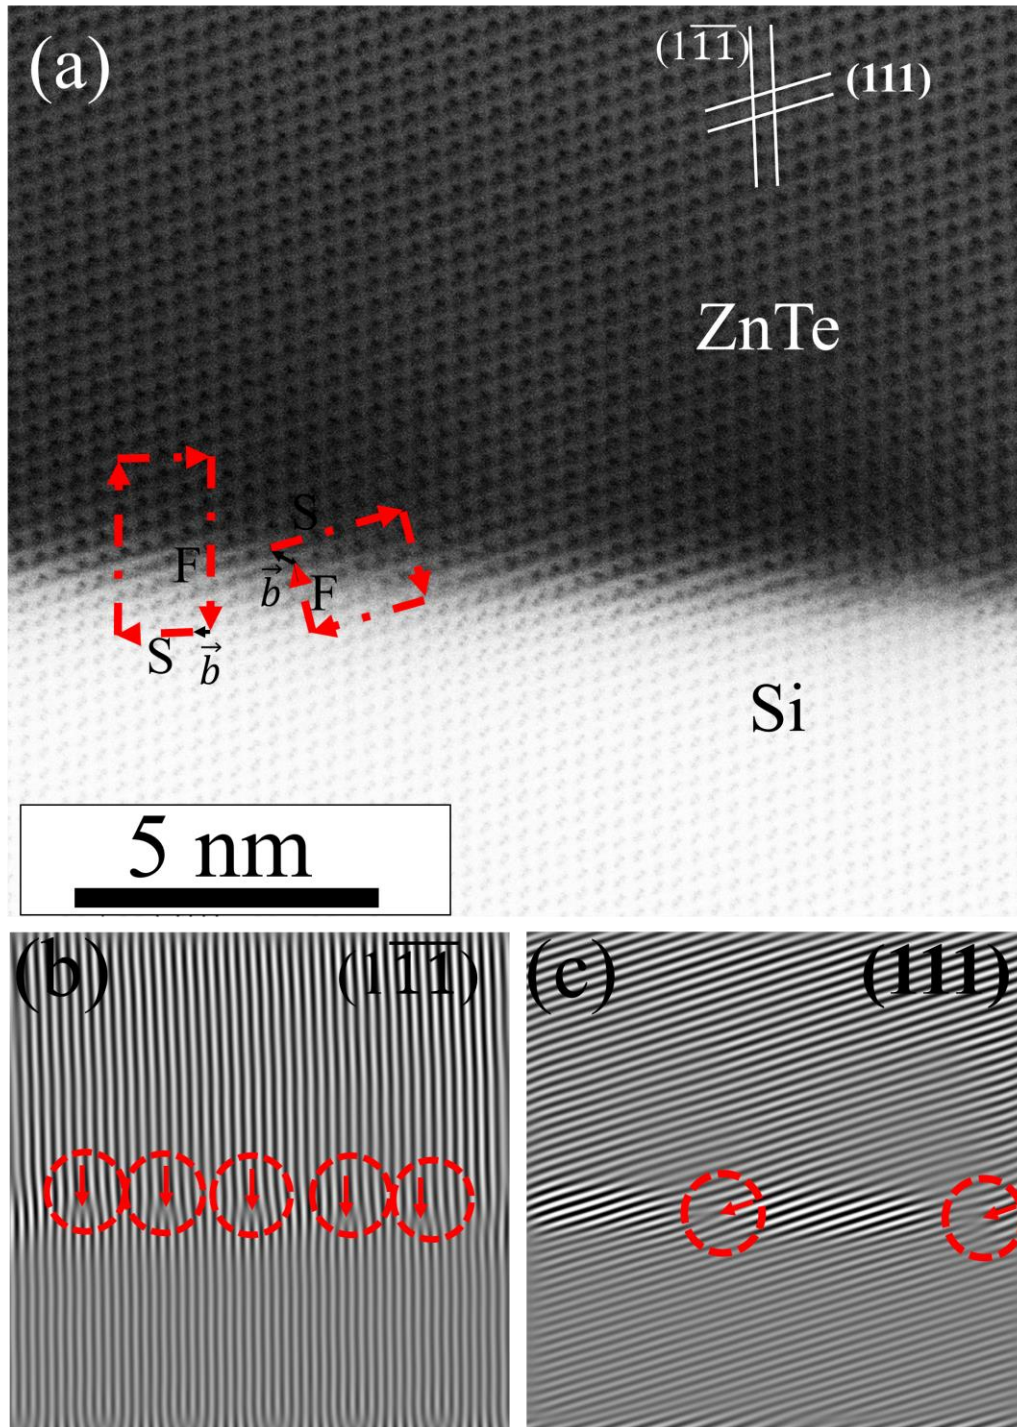 (a)
(11̅1̅)
(111)
ZnTe
S
F
b⃗
F
S
b⃗
Si
5 nm
(b)
(11̅1̅)
(c)
(111)